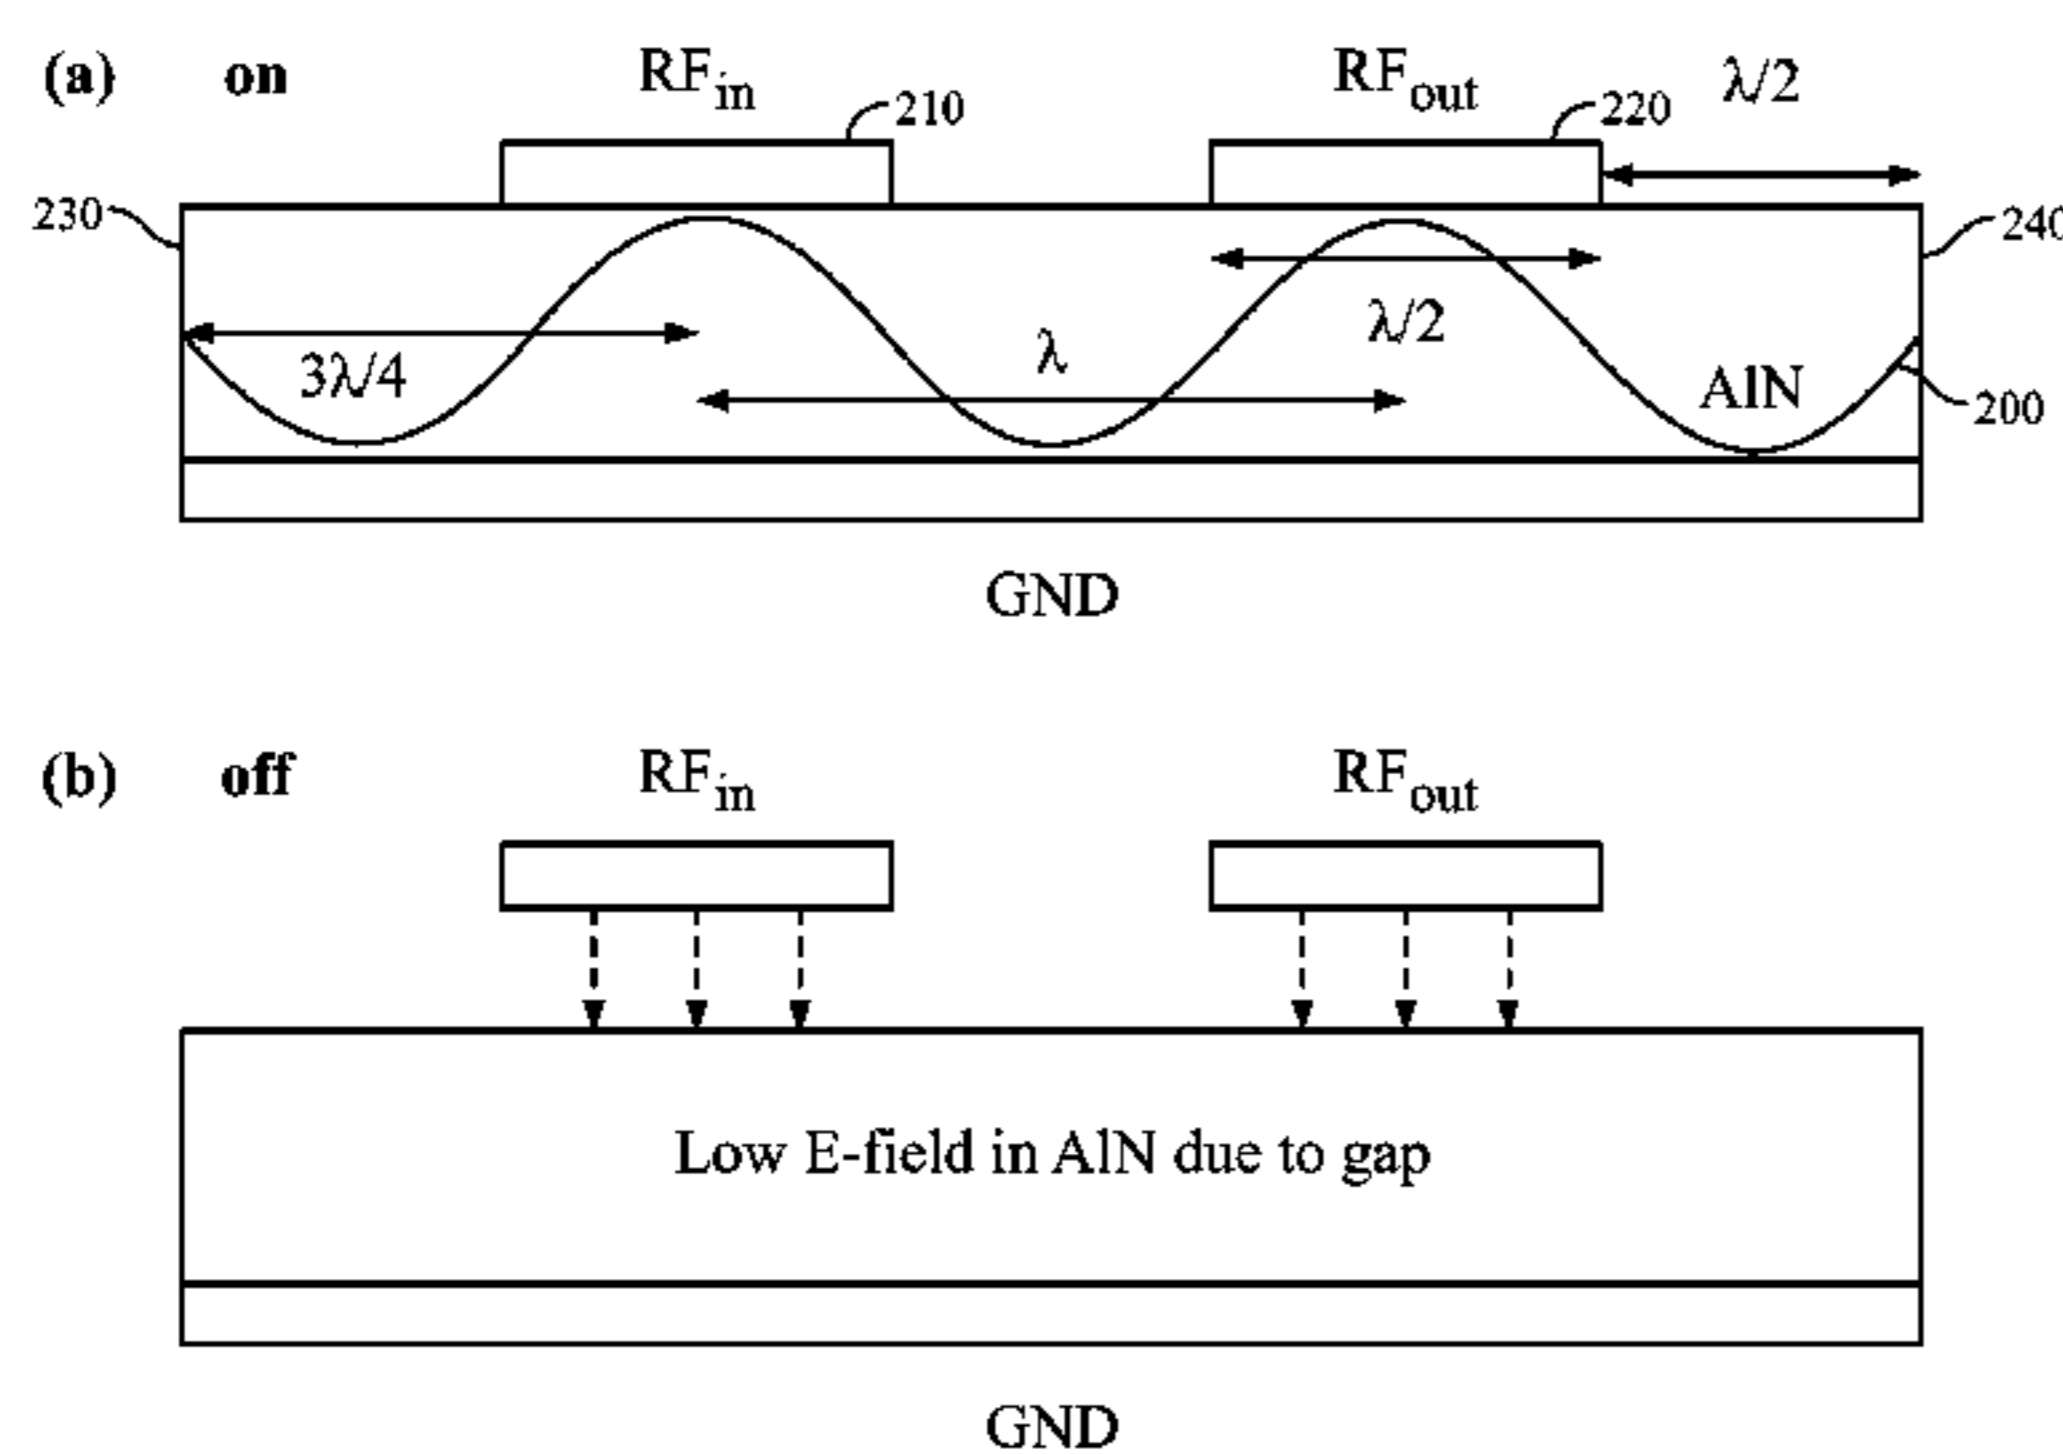 (a) on RFin RFout λ/2
210 220
230 240
3λ/4 λ λ/2 AlN 200
GND
(b) off RFin RFout
Low E-field in AlN due to gap
GND